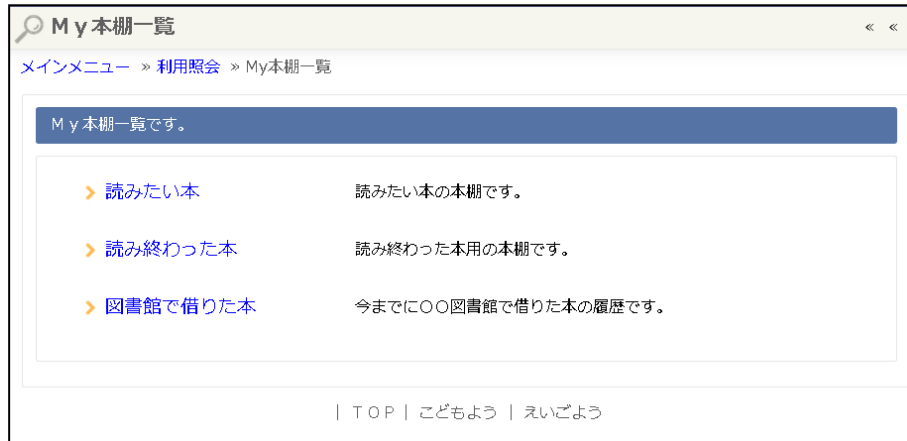 My本棚一覧 « «
メインメニュー » 利用照会 » My本棚一覧
My本棚一覧です。
読みたい本 読みたい本の本棚です。
読み終わった本 読み終わった本用の本棚です。
図書館で借りた本 今までに〇〇図書館で借りた本の履歴です。
| TOP | こどもよう | えいごよう